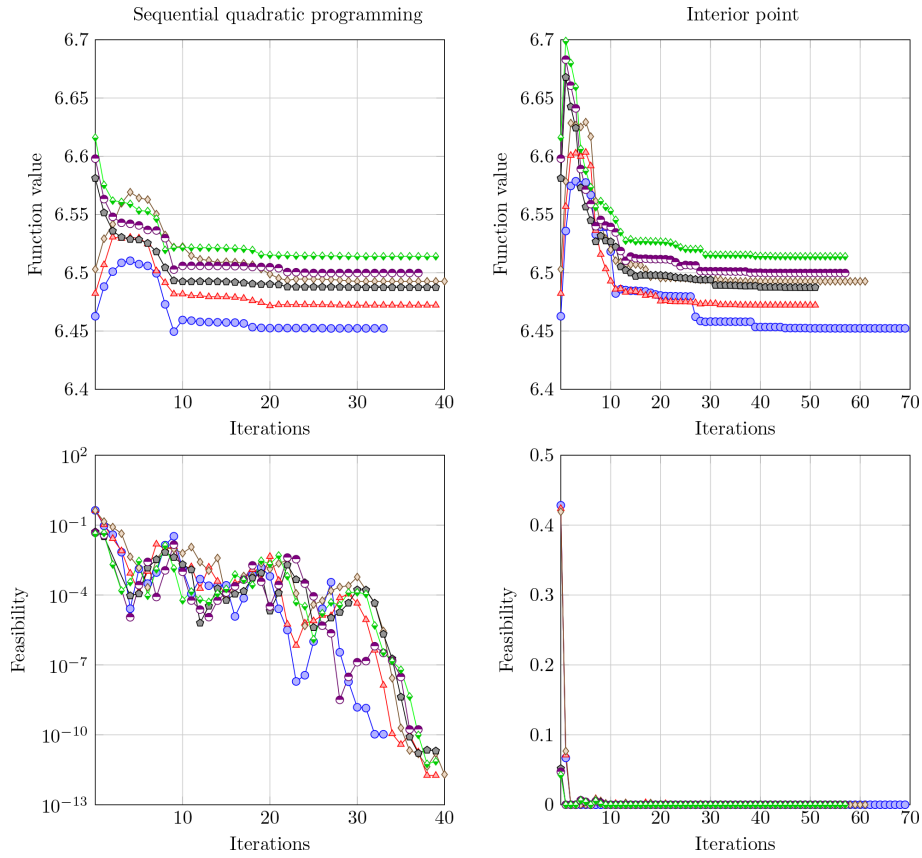 Sequential quadratic programming
Function value
6.7
6.65
6.6
6.55
6.5
6.45
6.4
10 20 30 40
Iterations
Interior point
Function value
6.7
6.65
6.6
6.55
6.5
6.45
6.4
10 20 30 40 50 60 70
Iterations
Feasibility
10^2
10^−1
10^−4
10^−7
10^−10
10^−13
10 20 30 40
Iterations
Feasibility
0.5
0.4
0.3
0.2
0.1
0
10 20 30 40 50 60 70
Iterations